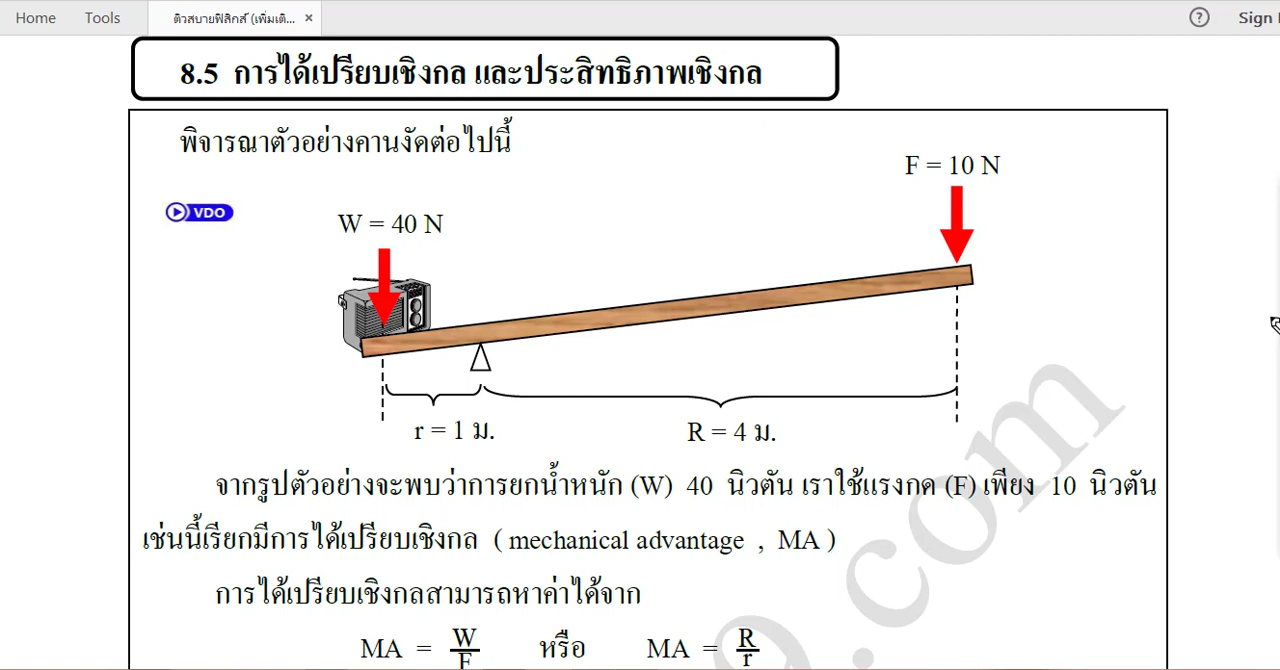 Home Tools ติวสบายฟิสิกส์ (เพิ่มเติ... × ? Sign
8.5 การได้เปรียบเชิงกล และประสิทธิภาพเชิงกล
พิจารณาตัวอย่างคานงัดต่อไปนี้
F = 10 N
VDO
W = 40 N
r = 1 ม.
R = 4 ม.
จากรูปตัวอย่างจะพบว่าการยกน้ำหนัก (W) 40 นิวตัน เราใช้แรงกด (F) เพียง 10 นิวตัน
เช่นนี้เรียกมีการได้เปรียบเชิงกล ( mechanical advantage , MA )
การได้เปรียบเชิงกลสามารถหาค่าได้จาก
MA = W/F หรือ MA = R/r
9.com